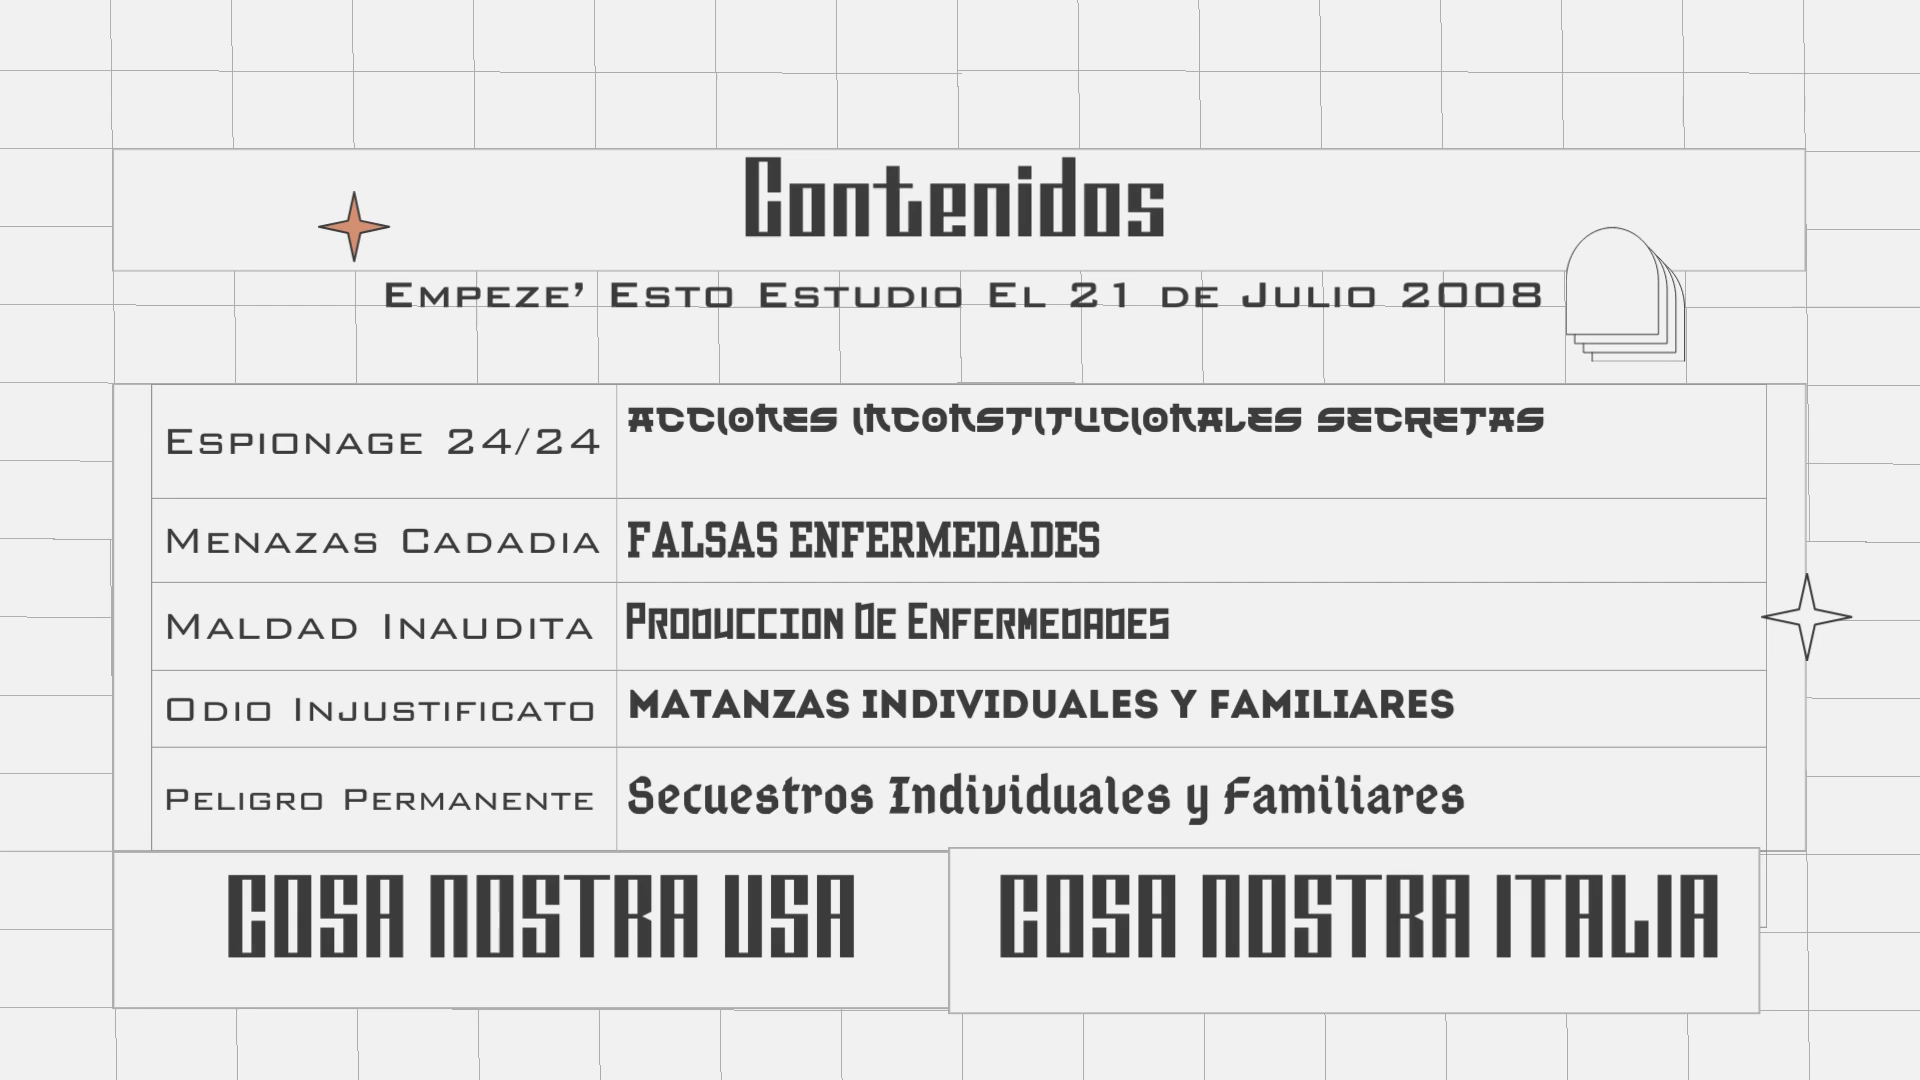 Contenidos
Empeze’ Esto Estudio El 21 de Julio 2008
Espionage 24/24
ACCIONES INCONSTITUCIONALES SECRETAS
Menazas Cadadia
FALSAS ENFERMEDADES
Maldad Inaudita
Produccion De Enfermedades
Odio Injustificato
MATANZAS INDIVIDUALES Y FAMILIARES
Peligro Permanente
Secuestros Individuales y Familiares
COSA NOSTRA USA
COSA NOSTRA ITALIA